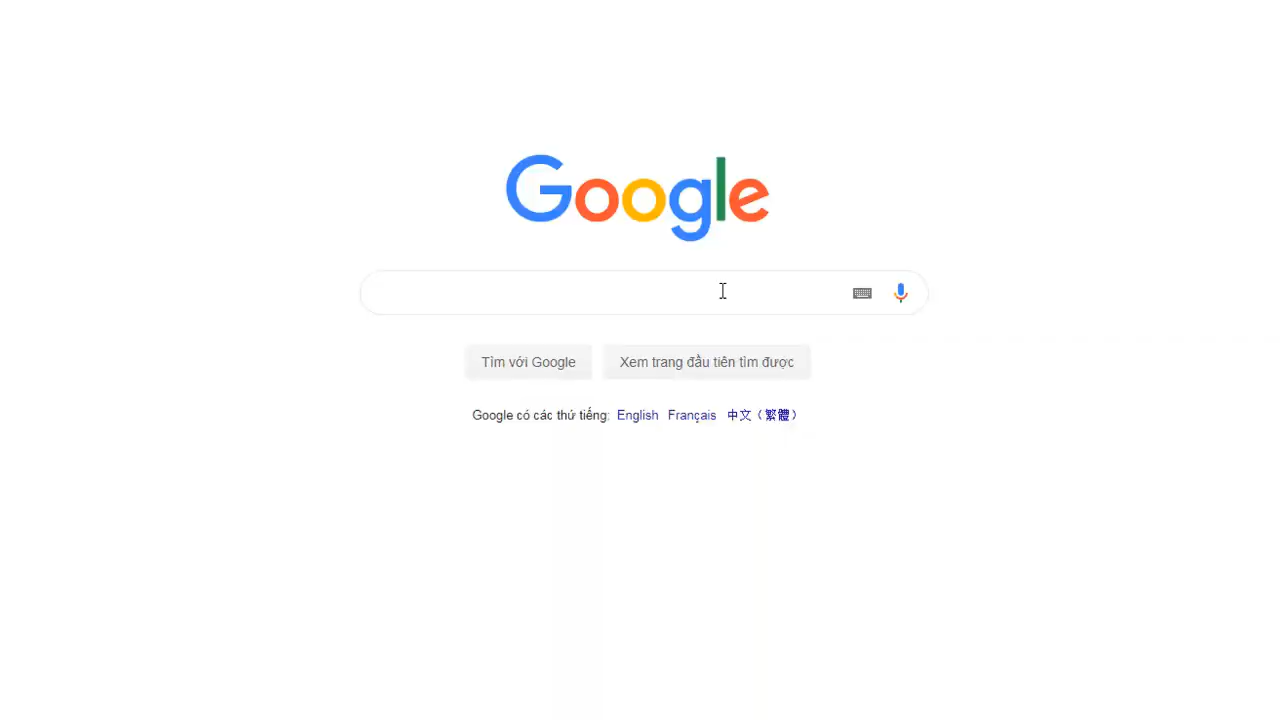 Google
Tìm với Google
Xem trang đầu tiên tìm được
Google có các thứ tiếng: English Français 中文（繁體）